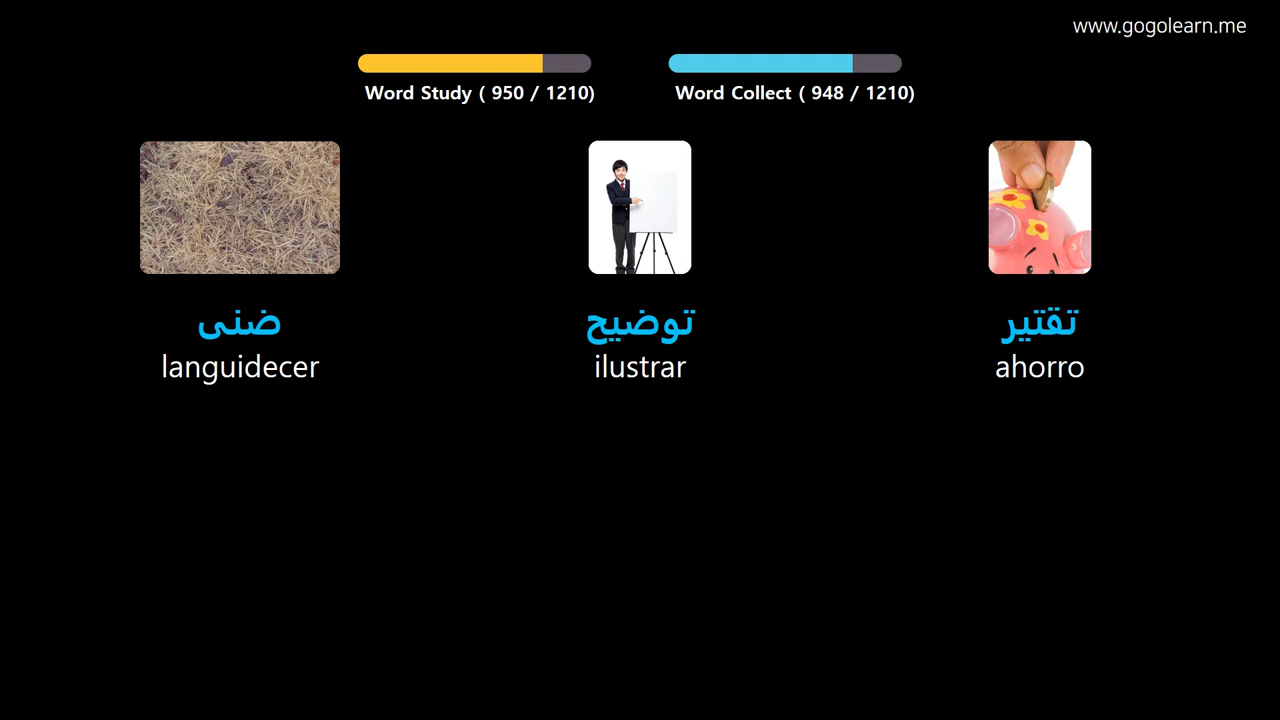 www.gogolearn.me
Word Study ( 950 / 1210)
Word Collect ( 948 / 1210)
ضنى
languidecer
توضيح
ilustrar
تقتير
ahorro